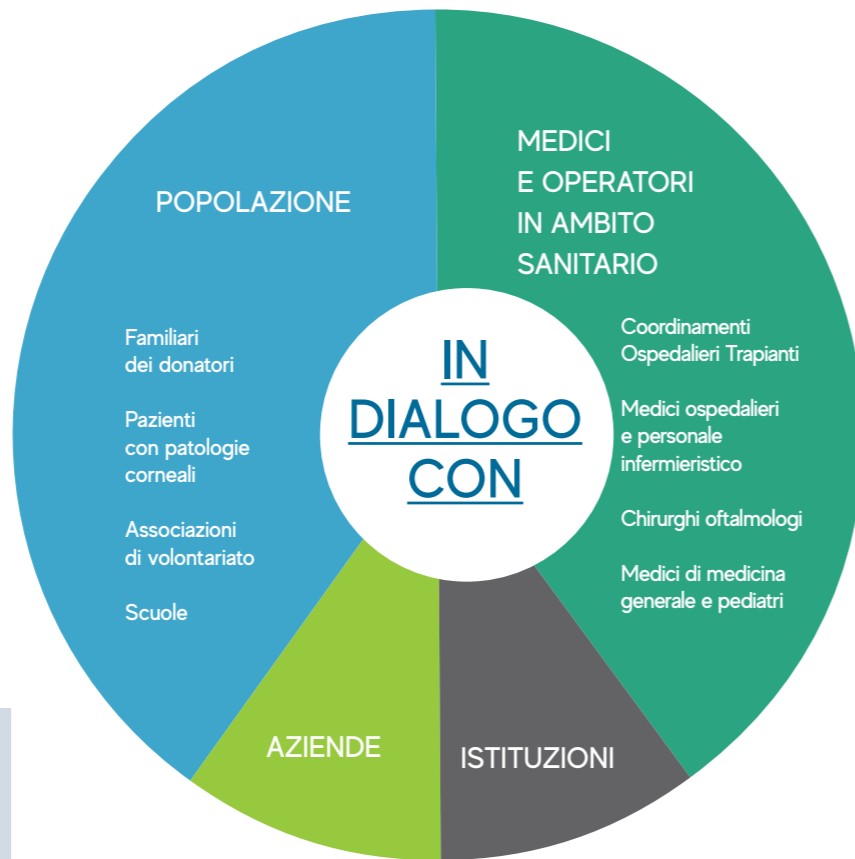 POPOLAZIONE
Familiari
dei donatori
Pazienti
con patologie
corneali
Associazioni
di volontariato
Scuole
MEDICI
E OPERATORI
IN AMBITO
SANITARIO
Coordinamenti
Ospedalieri Trapianti
Medici ospedalieri
e personale
infermieristico
Chirurghi oftalmologi
Medici di medicina
generale e pediatri
IN
DIALOGO
CON
AZIENDE
ISTITUZIONI